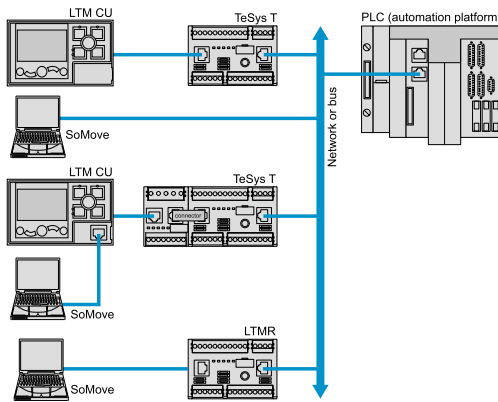 LTM CU
TeSys T
PLC (automation platform
SoMove
Network or bus
LTM CU
TeSys T
connector
SoMove
LTMR
SoMove